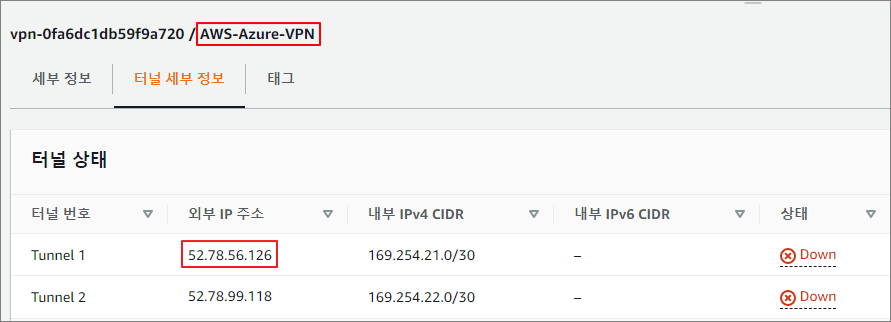 vpn-0fa6dc1db59f9a720 / AWS-Azure-VPN
세부 정보 터널 세부 정보 태그
터널 상태
터널 번호 외부 IP 주소 내부 IPv4 CIDR 내부 IPv6 CIDR 상태
Tunnel 1 52.78.56.126 169.254.21.0/30 – Down
Tunnel 2 52.78.99.118 169.254.22.0/30 – Down